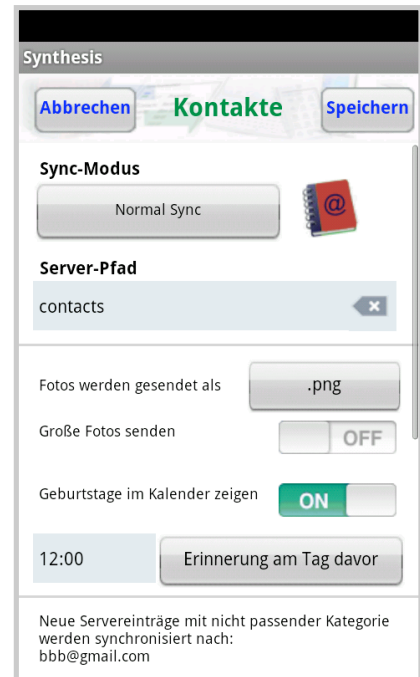 Synthesis
Abbrechen Kontakte Speichern
Sync-Modus
Normal Sync
@
Server-Pfad
contacts
Fotos werden gesendet als .png
Große Fotos senden OFF
Geburtstage im Kalender zeigen ON
12:00 Erinnerung am Tag davor
Neue Servereinträge mit nicht passender Kategorie
werden synchronisiert nach:
bbb@gmail.com